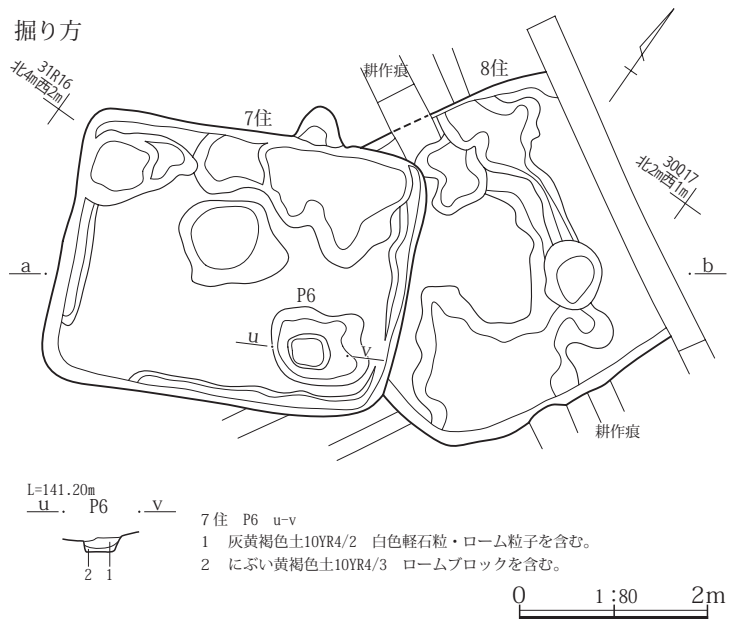 掘り方
31R16
北4m西2m
7住
耕作痕
8住
30Q17
北2m西1m
a
b
P6
u
v
耕作痕
L=141.20m
u P6 v
2 1
7住 P6 u-v
1 灰黄褐色土10YR4/2 白色軽石粒・ローム粒子を含む。
2 にぶい黄褐色土10YR4/3 ロームブロックを含む。
0 1:80 2m